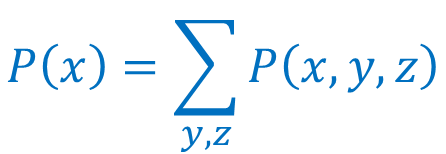 P(x) = ∑_{y,z} P(x, y, z)